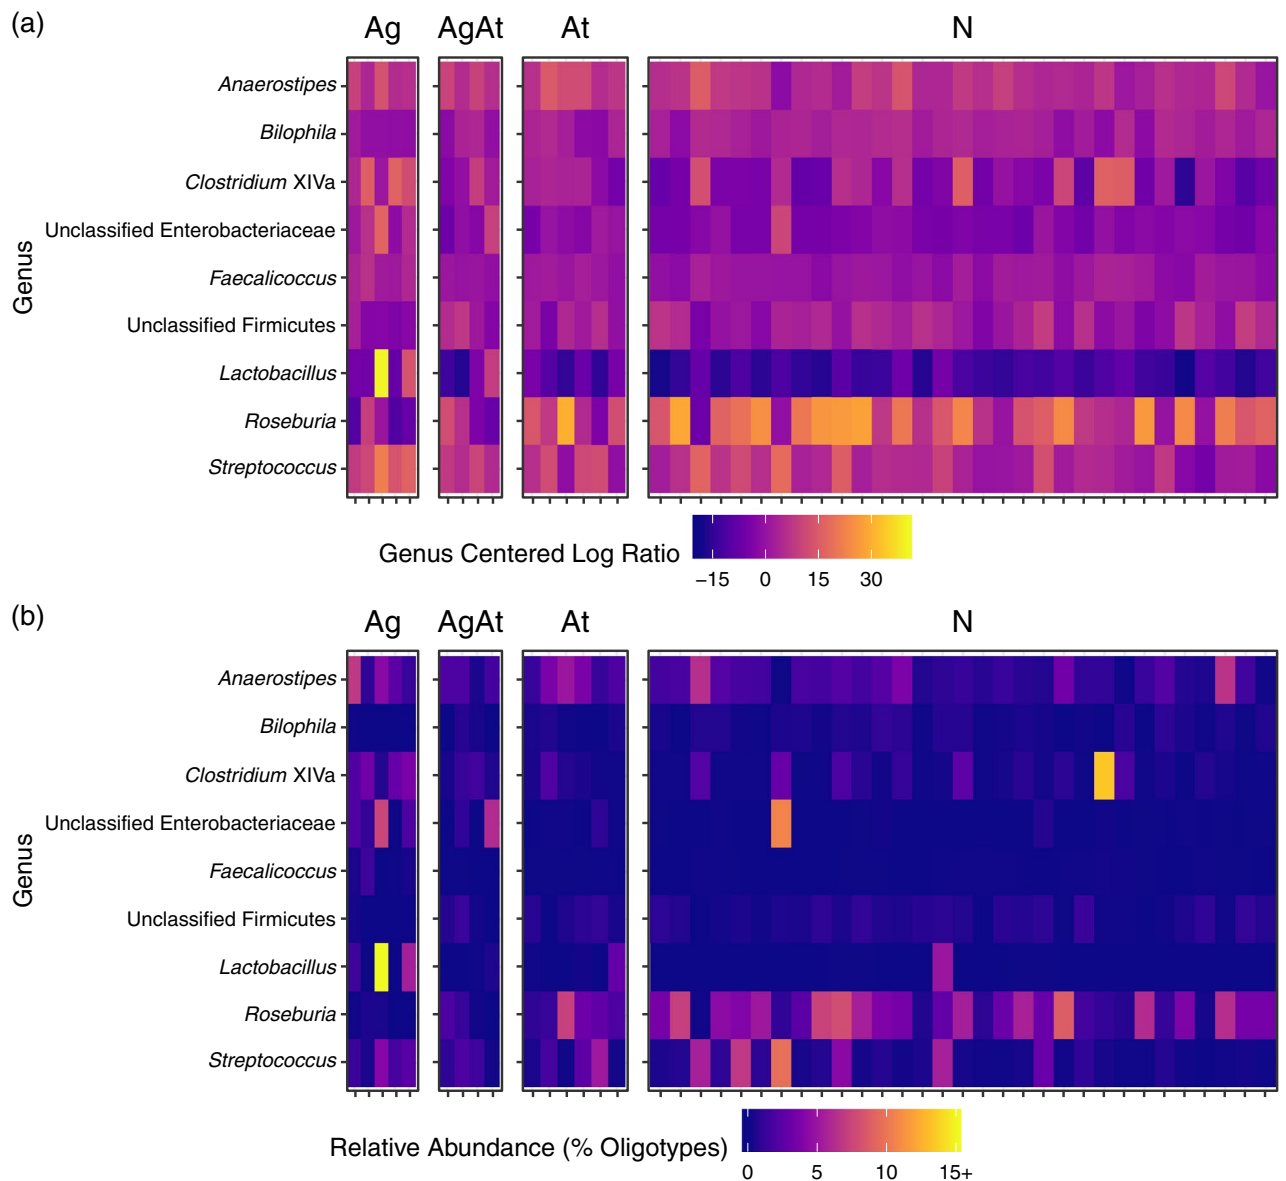 (a)
Ag AgAt At N
Anaerostipes
Bilophila
Clostridium XIVa
Unclassified Enterobacteriaceae
Faecalicoccus
Unclassified Firmicutes
Lactobacillus
Roseburia
Streptococcus
Genus
Genus Centered Log Ratio
−15 0 15 30
(b)
Ag AgAt At N
Anaerostipes
Bilophila
Clostridium XIVa
Unclassified Enterobacteriaceae
Faecalicoccus
Unclassified Firmicutes
Lactobacillus
Roseburia
Streptococcus
Genus
Relative Abundance (% Oligotypes)
0 5 10 15+